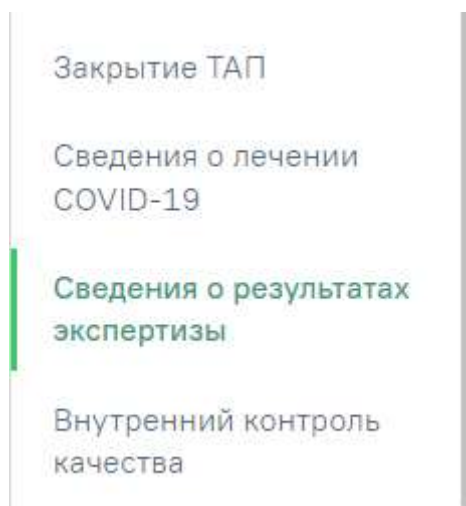 Закрытие ТАП
Сведения о лечении
COVID-19
Сведения о результатах
экспертизы
Внутренний контроль
качества